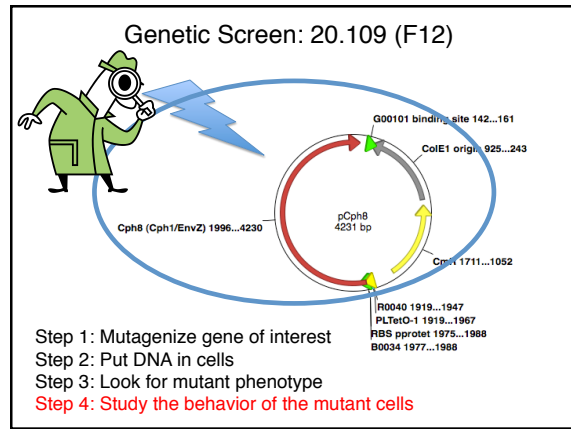 Genetic Screen: 20.109 (F12)
G00101 binding site 142...161
ColE1 origin 925...243
pCph8
4231 bp
Cph8 (Cph1/EnvZ) 1996...4230
CmR 1711...1052
R0040 1919...1947
PLTetO-1 1919...1967
RBS pprotet 1975...1988
B0034 1977...1988
Step 1: Mutagenize gene of interest
Step 2: Put DNA in cells
Step 3: Look for mutant phenotype
Step 4: Study the behavior of the mutant cells